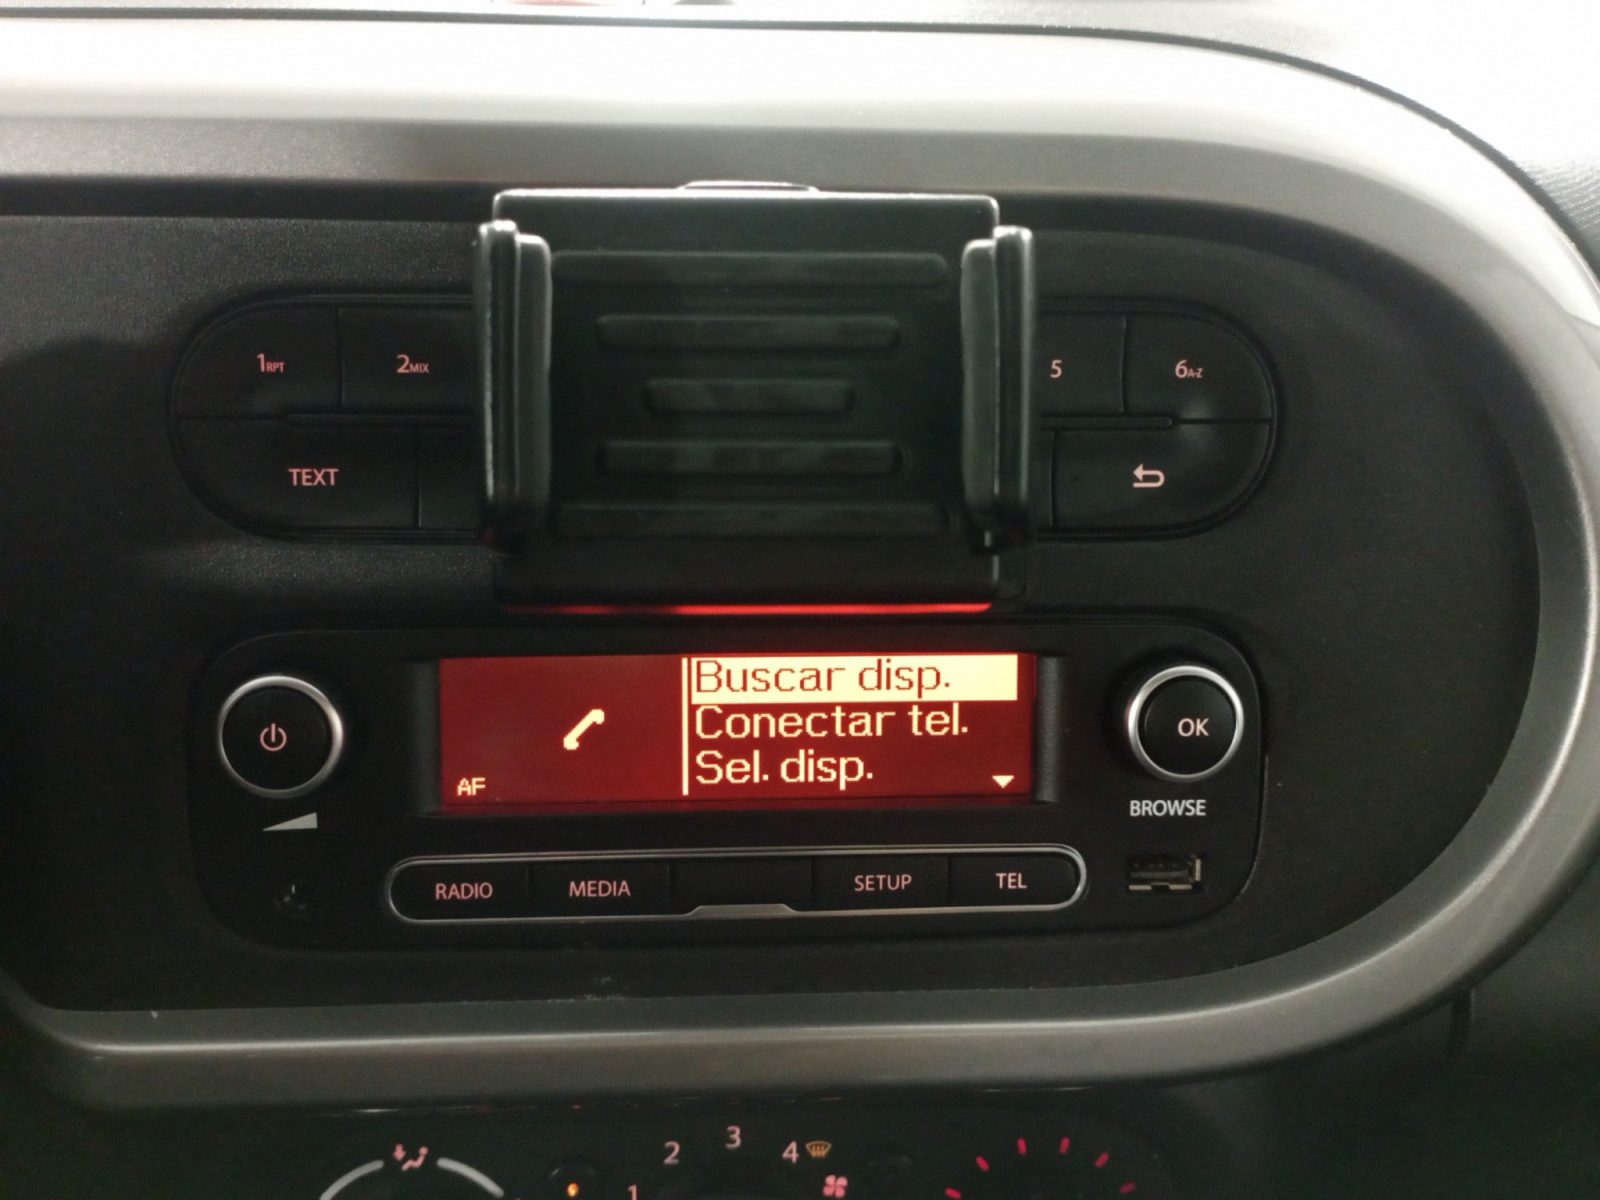 1RPT 2MIX 5 6A-Z
TEXT
Buscar disp.
Conectar tel.
Sel. disp.
AF
OK
BROWSE
RADIO MEDIA SETUP TEL
1 2 3 4